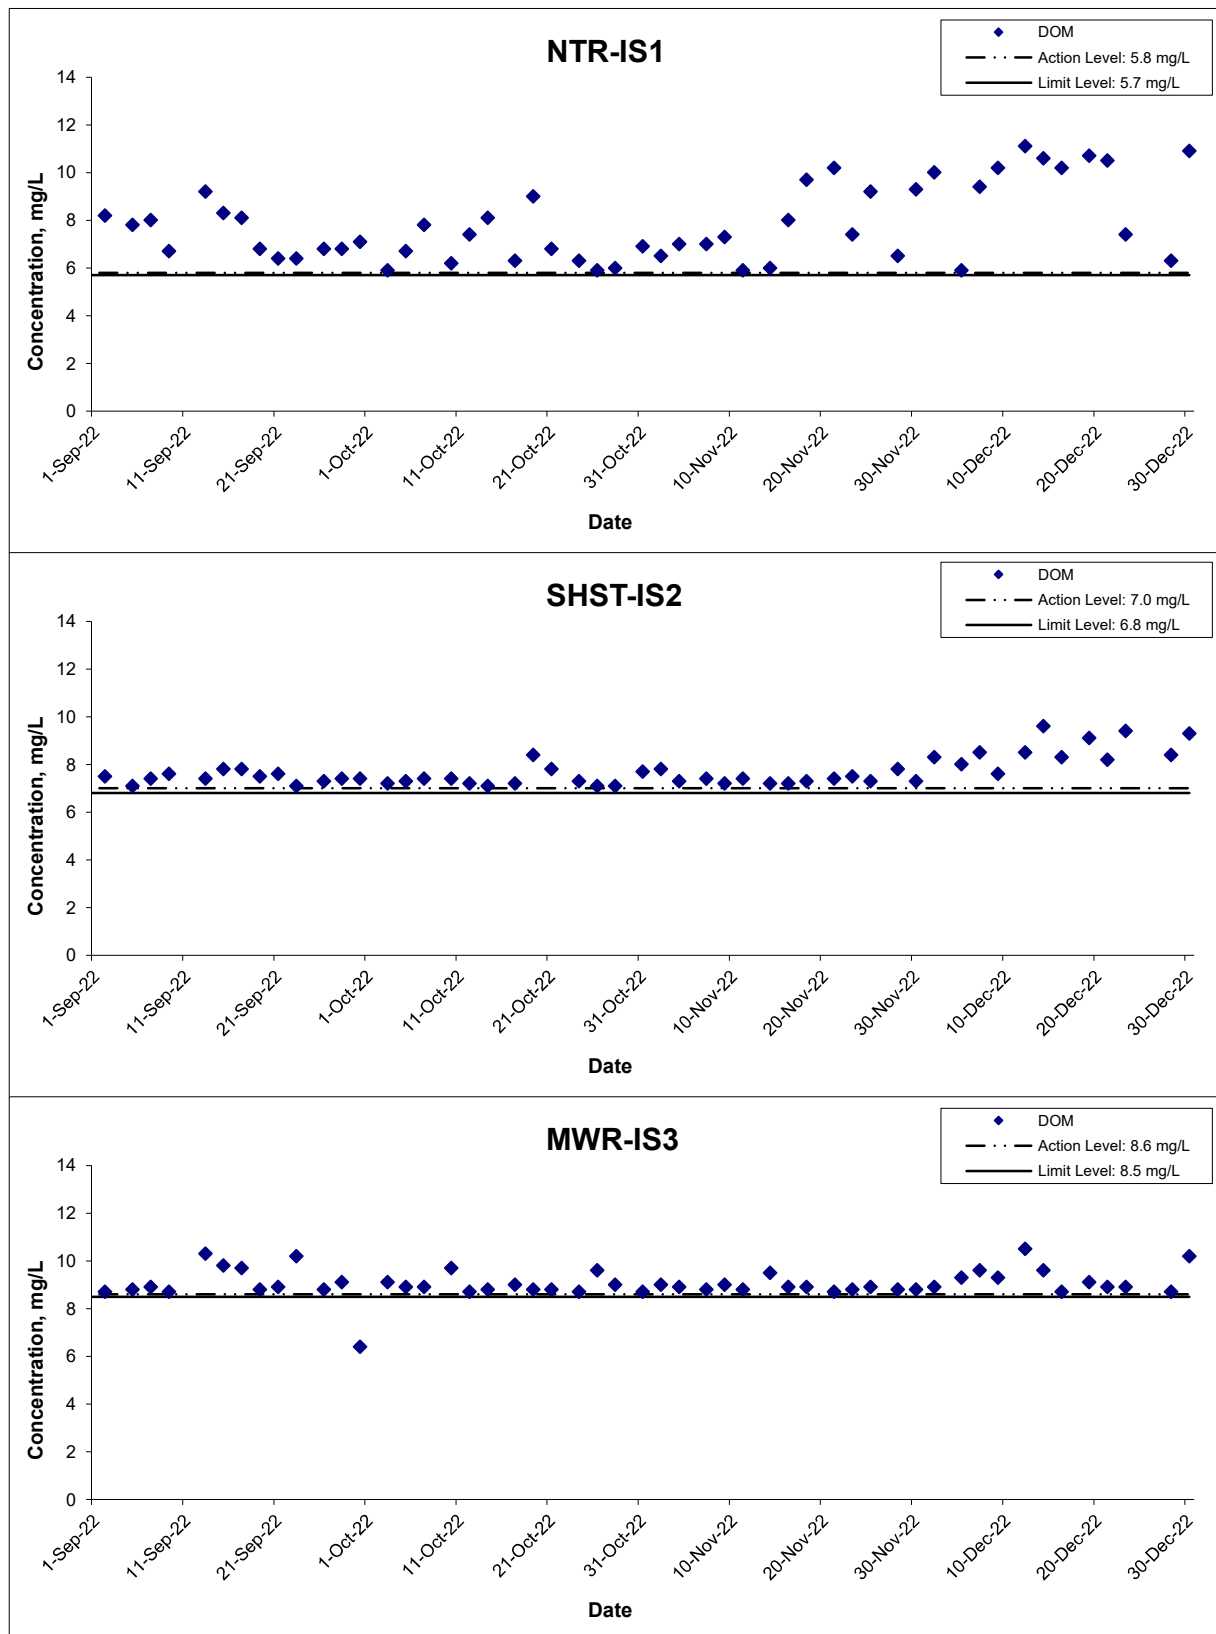 NTR-IS1
DOM
Action Level: 5.8 mg/L
Limit Level: 5.7 mg/L
Concentration, mg/L
14
12
10
8
6
4
2
0
1-Sep-22
11-Sep-22
21-Sep-22
1-Oct-22
11-Oct-22
21-Oct-22
31-Oct-22
10-Nov-22
20-Nov-22
30-Nov-22
10-Dec-22
20-Dec-22
30-Dec-22
Date
SHST-IS2
DOM
Action Level: 7.0 mg/L
Limit Level: 6.8 mg/L
Concentration, mg/L
14
12
10
8
6
4
2
0
1-Sep-22
11-Sep-22
21-Sep-22
1-Oct-22
11-Oct-22
21-Oct-22
31-Oct-22
10-Nov-22
20-Nov-22
30-Nov-22
10-Dec-22
20-Dec-22
30-Dec-22
Date
MWR-IS3
DOM
Action Level: 8.6 mg/L
Limit Level: 8.5 mg/L
Concentration, mg/L
14
12
10
8
6
4
2
0
1-Sep-22
11-Sep-22
21-Sep-22
1-Oct-22
11-Oct-22
21-Oct-22
31-Oct-22
10-Nov-22
20-Nov-22
30-Nov-22
10-Dec-22
20-Dec-22
30-Dec-22
Date